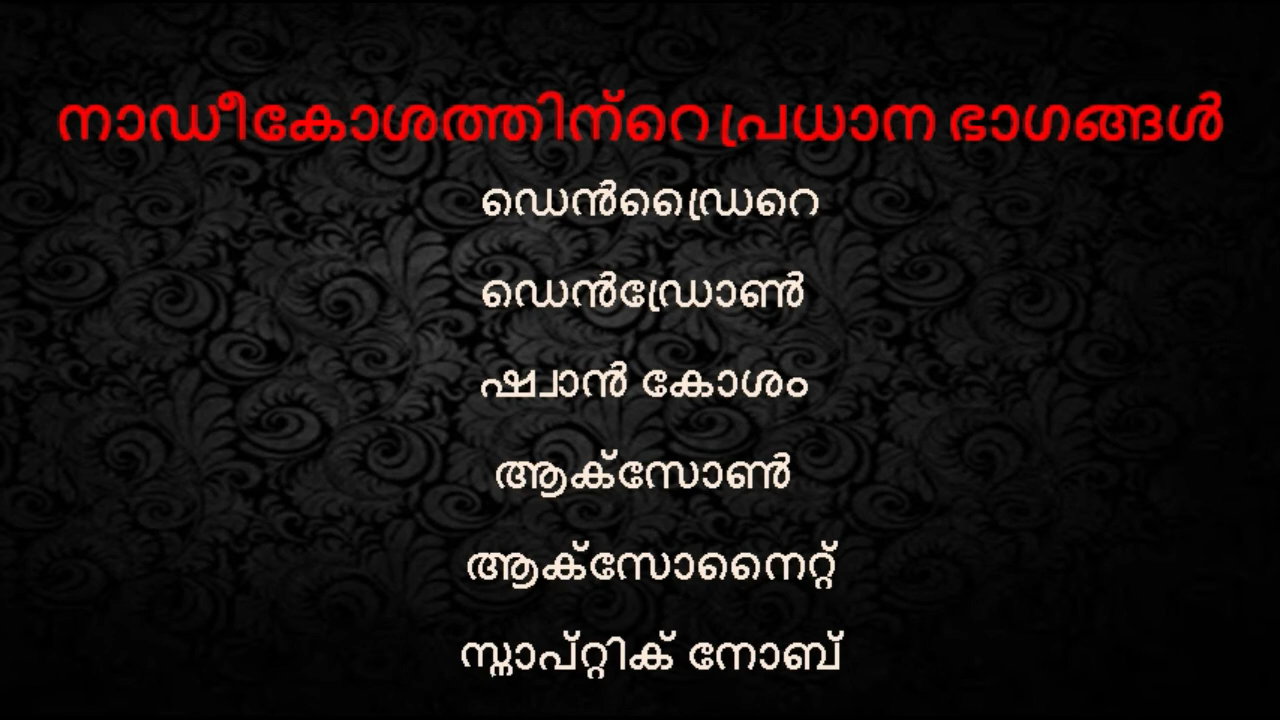 നാഡീകോശത്തിന്റെ പ്രധാന ഭാഗങ്ങൾ
ഡെൻഡ്രൈറെ
ഡെൻഡ്രോൺ
ഷ്വാൻ കോശം
ആക്സോൺ
ആക്സോണൈറ്റ്
സ്നാപ്റ്റിക് നോബ്